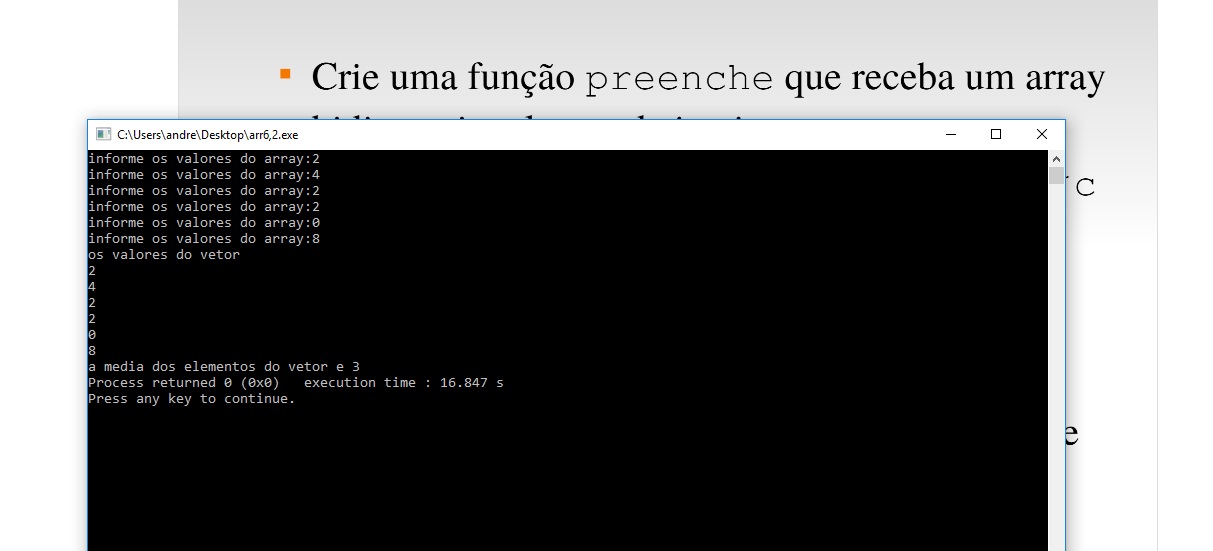 Crie uma função preenche que receba um array
C:\Users\andre\Desktop\arr6,2.exe
informe os valores do array:2
informe os valores do array:4
informe os valores do array:2
informe os valores do array:2
informe os valores do array:0
informe os valores do array:8
os valores do vetor
2
4
2
2
0
8
a media dos elementos do vetor e 3
Process returned 0 (0x0)   execution time : 16.847 s
Press any key to continue.
c
e